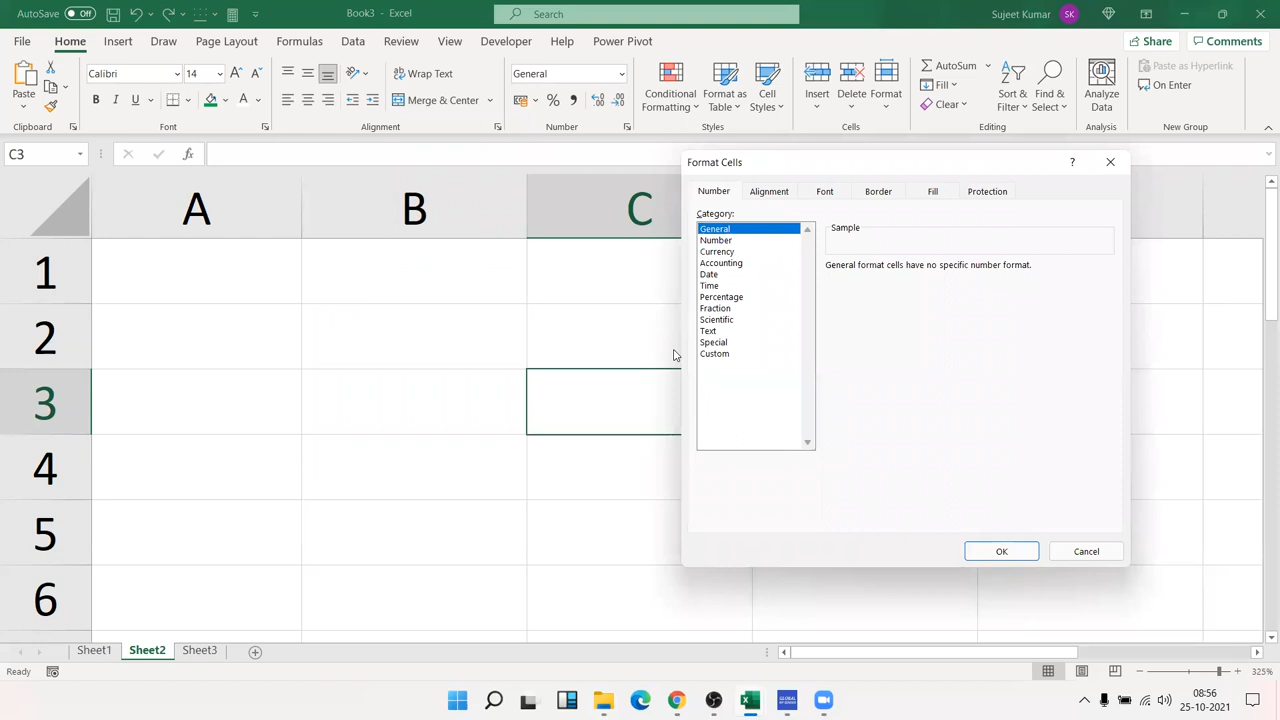 AutoSave Off Book3 - Excel Search Sujeet Kumar SK
File Home Insert Draw Page Layout Formulas Data Review View Developer Help Power Pivot Share Comments
Paste Calibri 14 Wrap Text General Conditional Formatting Format as Table Cell Styles Insert Delete Format AutoSum Sort & Filter Find & Select Analyze Data Paste as Hyperlink
B I U A Merge & Center % Fill On Enter
Clear
Clipboard Font Alignment Number Styles Cells Editing Analysis New Group
C3 fx
Format Cells ?
Number Alignment Font Border Fill Protection
A B C
Category:
General
Number
Currency
Accounting
Date
Time
Percentage
Fraction
Scientific
Text
Special
Custom
Sample
General format cells have no specific number format.
OK Cancel
1
2
3
4
5
6
Sheet1 Sheet2 Sheet3
Ready 325%
08:56
25-10-2021